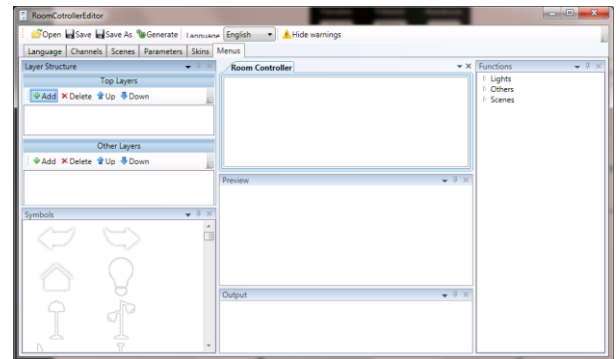 RoomCotrollerEditor
Open Save Save As Generate Language English Hide warnings
Language Channels Scenes Parameters Skins Menus
Layer Structure
Top Layers
Add Delete Up Down
Other Layers
Add Delete Up Down
Symbols
Room Controller
Preview
Output
Functions
Lights
Others
Scenes